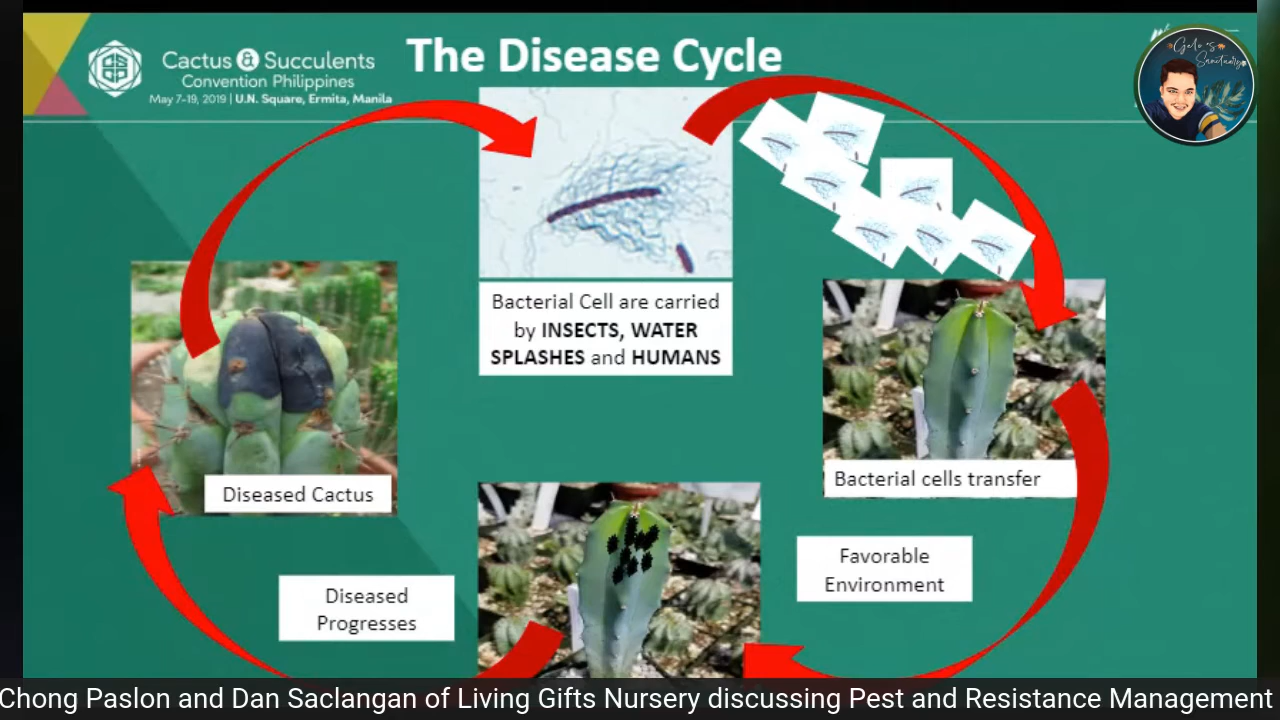 The Disease Cycle
Cactus & Succulents
Convention Philippines
May 7-19, 2019 | U.N. Square, Ermita, Manila
Gelo's
Sanctuary
Bacterial Cell are carried
by INSECTS, WATER
SPLASHES and HUMANS
Bacterial cells transfer
Favorable
Environment
Diseased
Progresses
Diseased Cactus
Chong Paslon and Dan Saclangan of Living Gifts Nursery discussing Pest and Resistance Management